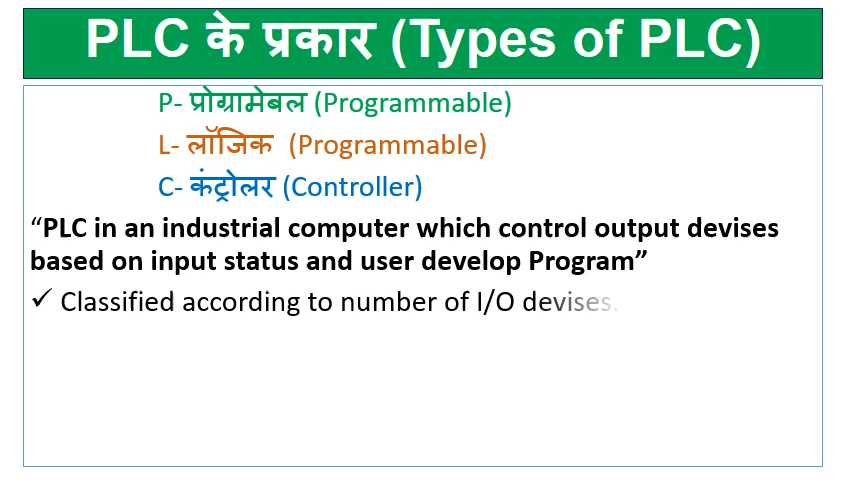 PLC के प्रकार (Types of PLC)
P- प्रोग्रामेबल (Programmable)
L- लॉजिक (Programmable)
C- कंट्रोलर (Controller)
“PLC in an industrial computer which control output devises
based on input status and user develop Program”
✓ Classified according to number of I/O devises.